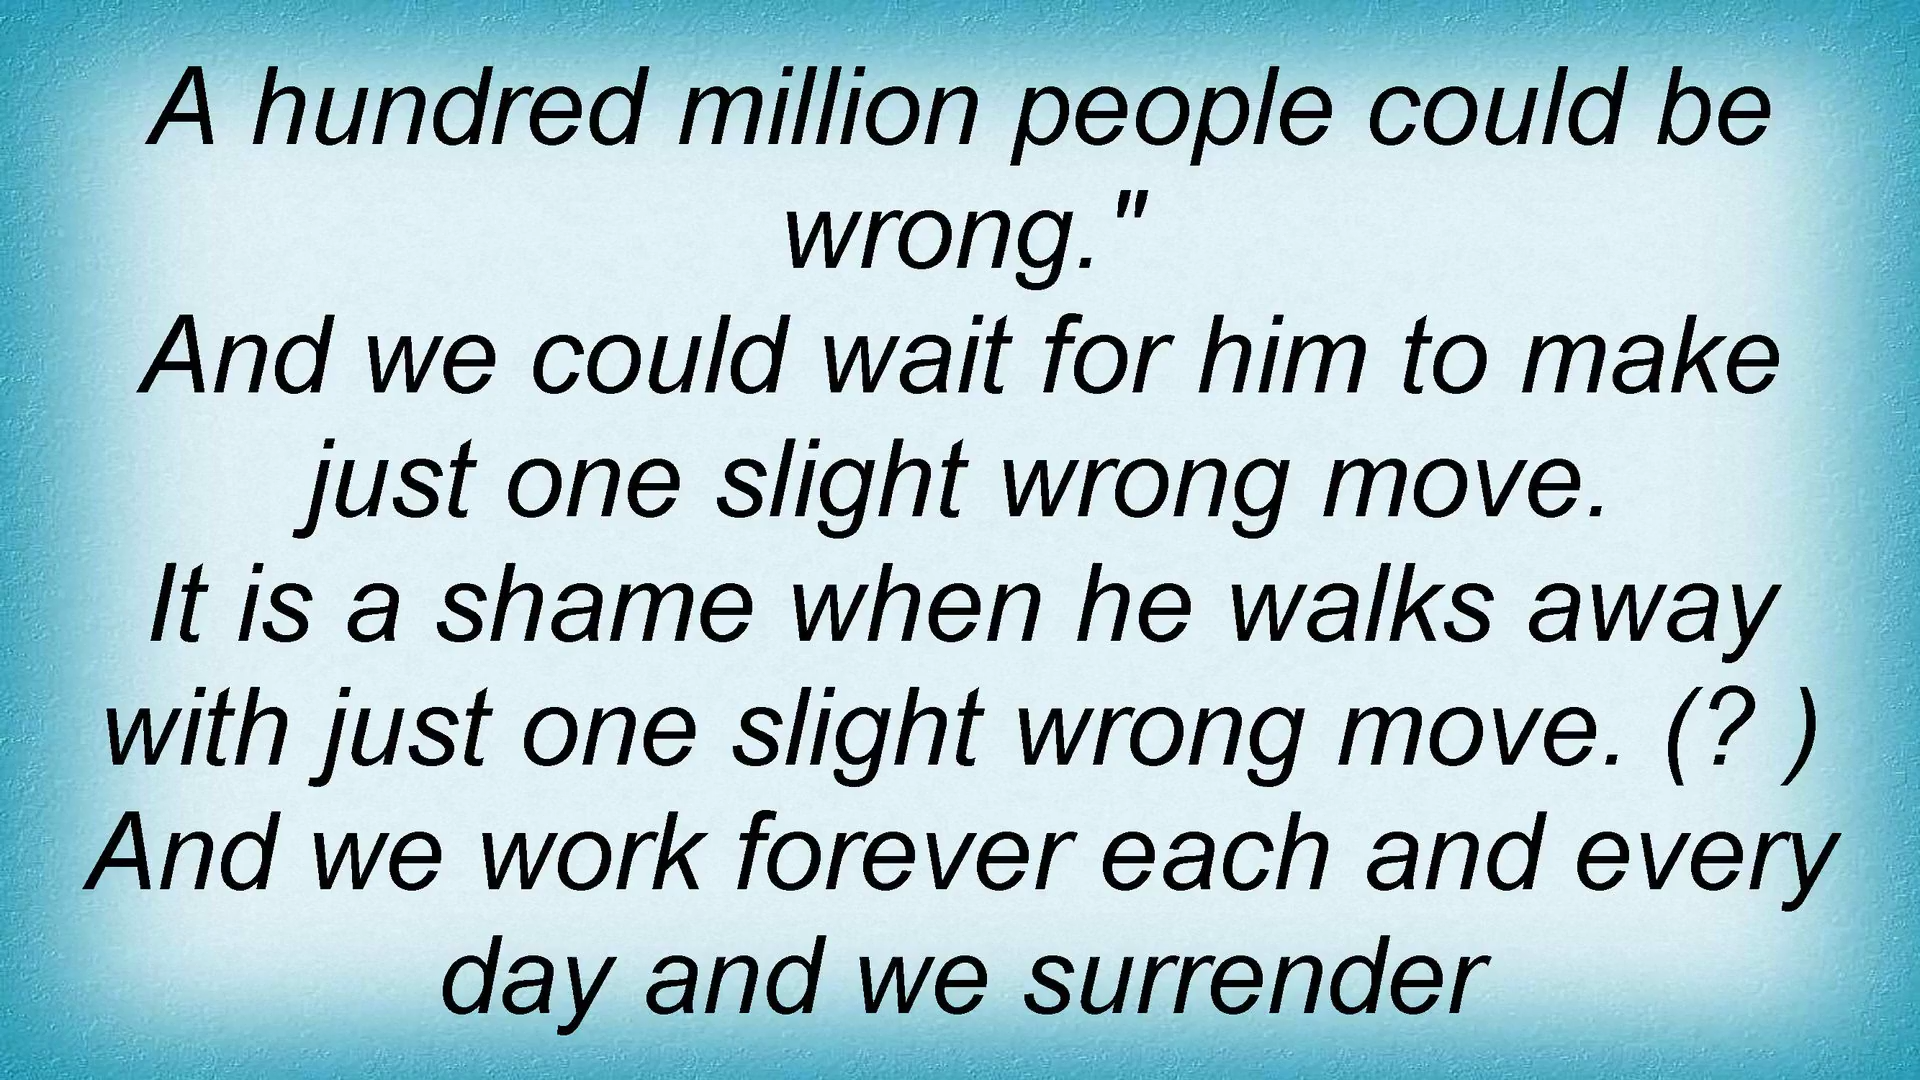 A hundred million people could be
wrong."
And we could wait for him to make
just one slight wrong move.
It is a shame when he walks away
with just one slight wrong move. (? )
And we work forever each and every
day and we surrender